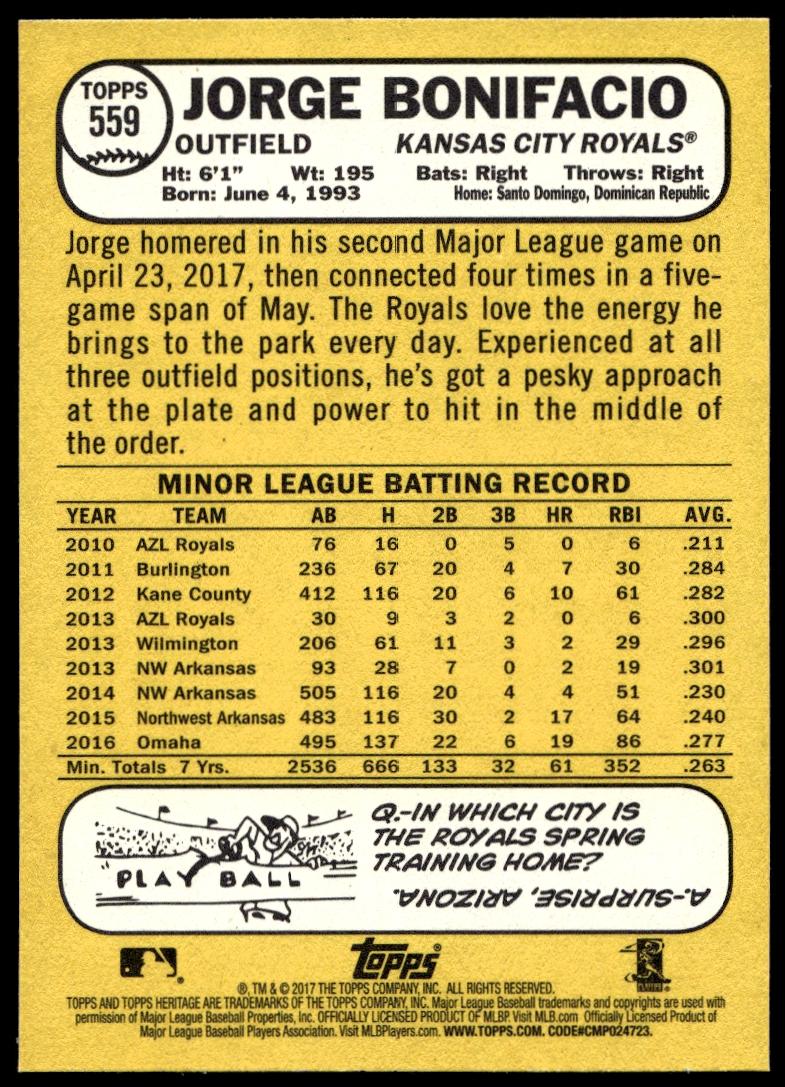 TOPPS
559
JORGE BONIFACIO
OUTFIELD KANSAS CITY ROYALS®
Ht: 6'1" Wt: 195 Bats: Right Throws: Right
Born: June 4, 1993 Home: Santo Domingo, Dominican Republic
Jorge homered in his second Major League game on
April 23, 2017, then connected four times in a five-
game span of May. The Royals love the energy he
brings to the park every day. Experienced at all
three outfield positions, he's got a pesky approach
at the plate and power to hit in the middle of
the order.
MINOR LEAGUE BATTING RECORD
YEAR TEAM AB H 2B 3B HR RBI AVG.
2010 AZL Royals 76 16 0 5 0 6 .211
2011 Burlington 236 67 20 4 7 30 .284
2012 Kane County 412 116 20 6 10 61 .282
2013 AZL Royals 30 9 3 2 0 6 .300
2013 Wilmington 206 61 11 3 2 29 .296
2013 NW Arkansas 93 28 7 0 2 19 .301
2014 NW Arkansas 505 116 20 4 4 51 .230
2015 Northwest Arkansas 483 116 30 2 17 64 .240
2016 Omaha 495 137 22 6 19 86 .277
Min. Totals 7 Yrs. 2536 666 133 32 61 352 .263
PLAY BALL
Q.-IN WHICH CITY IS
THE ROYALS SPRING
TRAINING HOME?
A.-SURPRISE, ARIZONA.
TOPPS®
®, TM & © 2017 THE TOPPS COMPANY, INC. ALL RIGHTS RESERVED.
TOPPS AND TOPPS HERITAGE ARE TRADEMARKS OF THE TOPPS COMPANY, INC. Major League Baseball trademarks and copyrights are used with
permission of Major League Baseball Properties, Inc. OFFICIALLY LICENSED PRODUCT OF MLBP. Visit MLB.com Officially Licensed Product of
Major League Baseball Players Association. Visit MLBPlayers.com. WWW.TOPPS.COM. CODE#CMP024723.